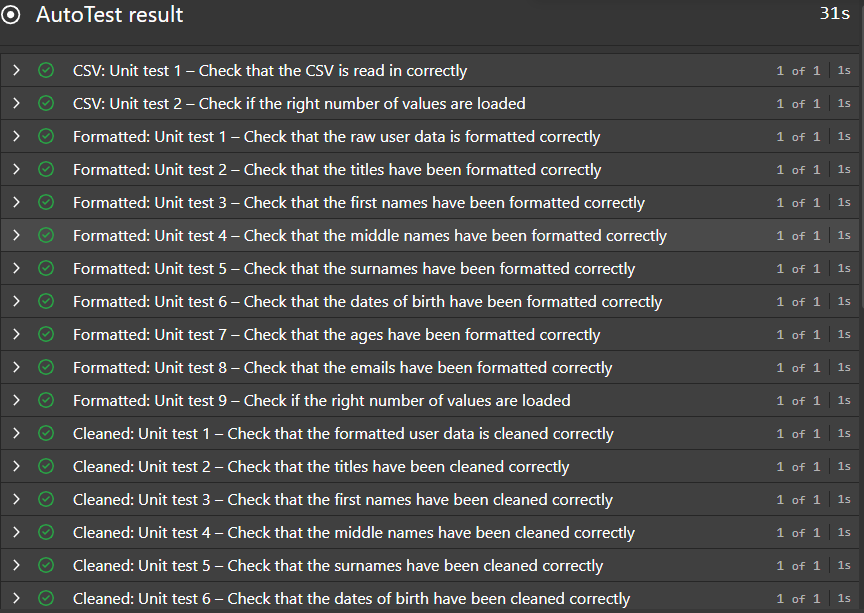 AutoTest result 31s
CSV: Unit test 1 – Check that the CSV is read in correctly 1 of 1 1s
CSV: Unit test 2 – Check if the right number of values are loaded 1 of 1 1s
Formatted: Unit test 1 – Check that the raw user data is formatted correctly 1 of 1 1s
Formatted: Unit test 2 – Check that the titles have been formatted correctly 1 of 1 1s
Formatted: Unit test 3 – Check that the first names have been formatted correctly 1 of 1 1s
Formatted: Unit test 4 – Check that the middle names have been formatted correctly 1 of 1 1s
Formatted: Unit test 5 – Check that the surnames have been formatted correctly 1 of 1 1s
Formatted: Unit test 6 – Check that the dates of birth have been formatted correctly 1 of 1 1s
Formatted: Unit test 7 – Check that the ages have been formatted correctly 1 of 1 1s
Formatted: Unit test 8 – Check that the emails have been formatted correctly 1 of 1 1s
Formatted: Unit test 9 – Check if the right number of values are loaded 1 of 1 1s
Cleaned: Unit test 1 – Check that the formatted user data is cleaned correctly 1 of 1 1s
Cleaned: Unit test 2 – Check that the titles have been cleaned correctly 1 of 1 1s
Cleaned: Unit test 3 – Check that the first names have been cleaned correctly 1 of 1 1s
Cleaned: Unit test 4 – Check that the middle names have been cleaned correctly 1 of 1 1s
Cleaned: Unit test 5 – Check that the surnames have been cleaned correctly 1 of 1 1s
Cleaned: Unit test 6 – Check that the dates of birth have been cleaned correctly 1 of 1 1s